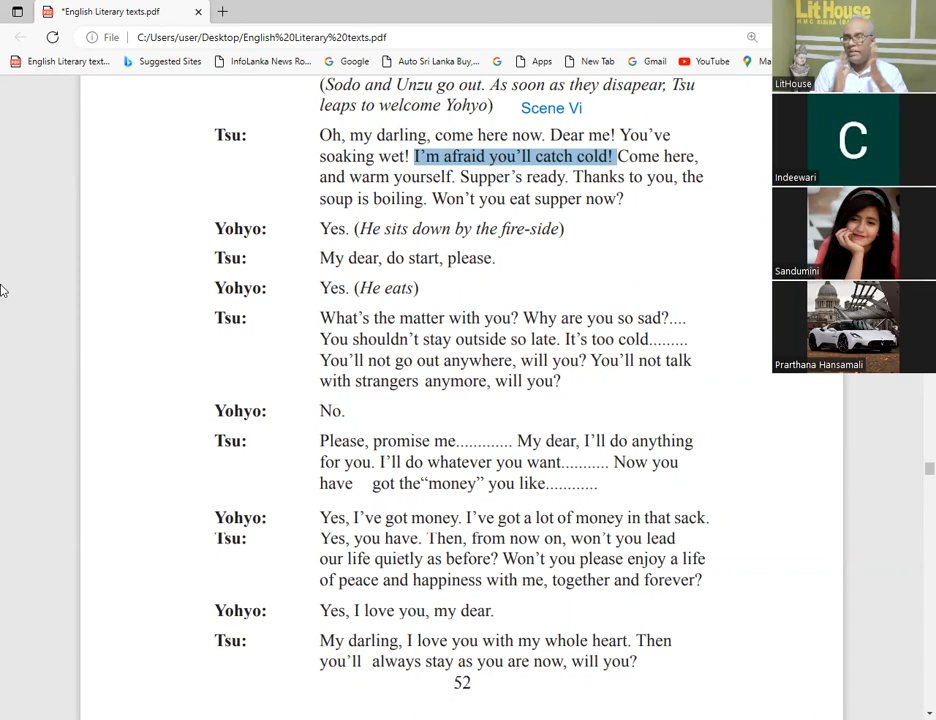 *English Literary texts.pdf
File
C:/Users/user/Desktop/English%20Literary%20texts.pdf
English Literary text...
Suggested Sites
InfoLanka News Ro...
Google
Auto Sri Lanka Buy,...
Apps
New Tab
Gmail
YouTube
Ma
LitHouse
LitHouse
Indeewari
C
Sandumini
Prarthana Hansamali
(Sodo and Unzu go out. As soon as they disapear, Tsu
leaps to welcome Yohyo)
Scene Vi
Tsu: Oh, my darling, come here now. Dear me! You've
soaking wet! I'm afraid you'll catch cold! Come here,
and warm yourself. Supper's ready. Thanks to you, the
soup is boiling. Won't you eat supper now?
Yohyo: Yes. (He sits down by the fire-side)
Tsu: My dear, do start, please.
Yohyo: Yes. (He eats)
Tsu: What's the matter with you? Why are you so sad?....
You shouldn't stay outside so late. It's too cold.........
You'll not go out anywhere, will you? You'll not talk
with strangers anymore, will you?
Yohyo: No.
Tsu: Please, promise me............. My dear, I'll do anything
for you. I'll do whatever you want........... Now you
have got the“money” you like............
Yohyo: Yes, I've got money. I've got a lot of money in that sack.
Tsu: Yes, you have. Then, from now on, won't you lead
our life quietly as before? Won't you please enjoy a life
of peace and happiness with me, together and forever?
Yohyo: Yes, I love you, my dear.
Tsu: My darling, I love you with my whole heart. Then
you'll always stay as you are now, will you?
52